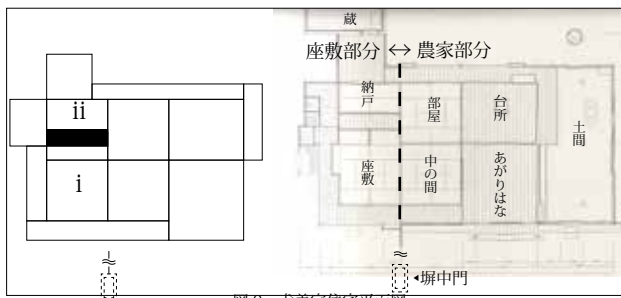 蔵
座敷部分 ↔ 農家部分
納戸
部屋
台所
土間
座敷
中の間
あがりはな
ii
i
≈
≈
◂塀中門